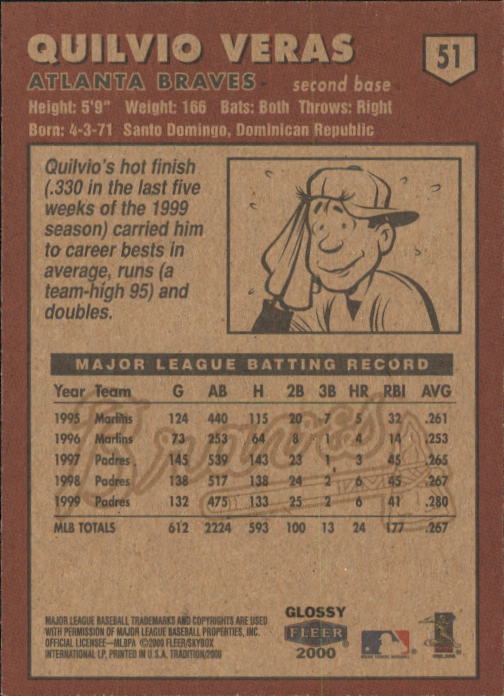 QUILVIO VERAS
51
ATLANTA BRAVES second base
Height: 5'9" Weight: 166 Bats: Both Throws: Right
Born: 4-3-71 Santo Domingo, Dominican Republic
Quilvio's hot finish
(.330 in the last five
weeks of the 1999
season) carried him
to career bests in
average, runs (a
team-high 95) and
doubles.
MAJOR LEAGUE BATTING RECORD
Year Team G AB H 2B 3B HR RBI AVG
1995 Marlins 124 440 115 20 7 5 32 .261
1996 Marlins 73 253 64 8 1 4 14 .253
1997 Padres 145 539 143 23 1 3 45 .265
1998 Padres 138 517 138 24 2 6 45 .267
1999 Padres 132 475 133 25 2 6 41 .280
MLB TOTALS 612 2224 593 100 13 24 177 .267
Braves
MAJOR LEAGUE BASEBALL TRADEMARKS AND COPYRIGHTS ARE USED
WITH PERMISSION OF MAJOR LEAGUE BASEBALL PROPERTIES, INC.
OFFICIAL LICENSEE—MLBPA ©2000 FLEER/SKYBOX
INTERNATIONAL LP, PRINTED IN U.S.A. TRADITION/2000
GLOSSY
FLEER
2000